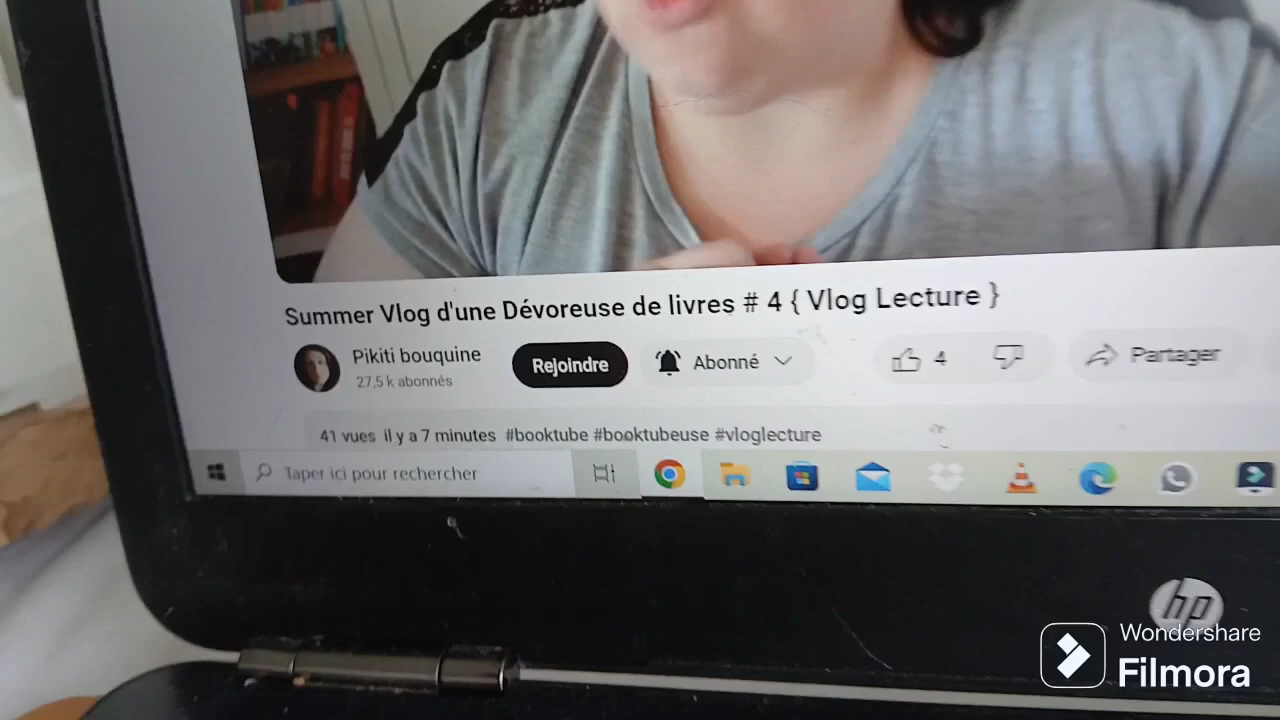 Summer Vlog d'une Dévoreuse de livres # 4 { Vlog Lecture }
Pikiti bouquine
27,5 k abonnés
Rejoindre
Abonné
4
Partager
41 vues il y a 7 minutes #booktube #booktubeuse #vloglecture
Taper ici pour rechercher
hp
Wondershare
Filmora